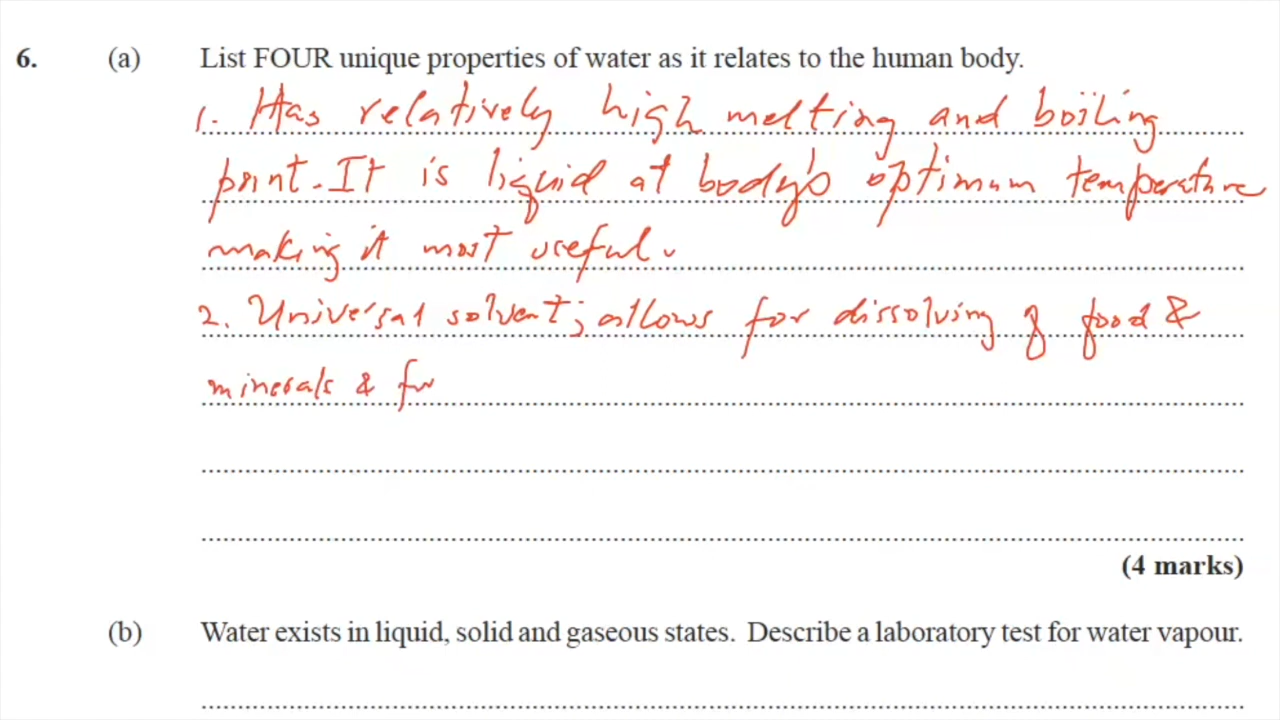 6. (a) List FOUR unique properties of water as it relates to the human body.
1. Has relatively high melting and boiling
point. It is liquid at body's optimum temperature
making it most useful.
2. Universal solvent; allows for dissolving of food &
minerals & for
(4 marks)
(b) Water exists in liquid, solid and gaseous states. Describe a laboratory test for water vapour.